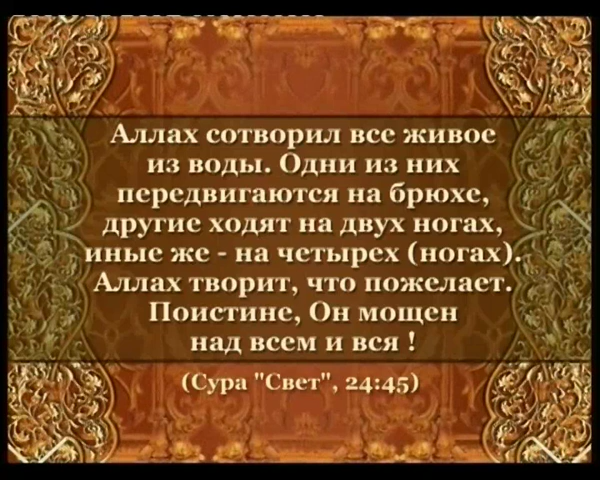 Аллах сотворил все живое
из воды. Одни из них
передвигаются на брюхе,
другие ходят на двух ногах,
иные же - на четырех (ногах).
Аллах творит, что пожелает.
Поистине, Он мощен
над всем и вся !
(Сура "Свет", 24:45)